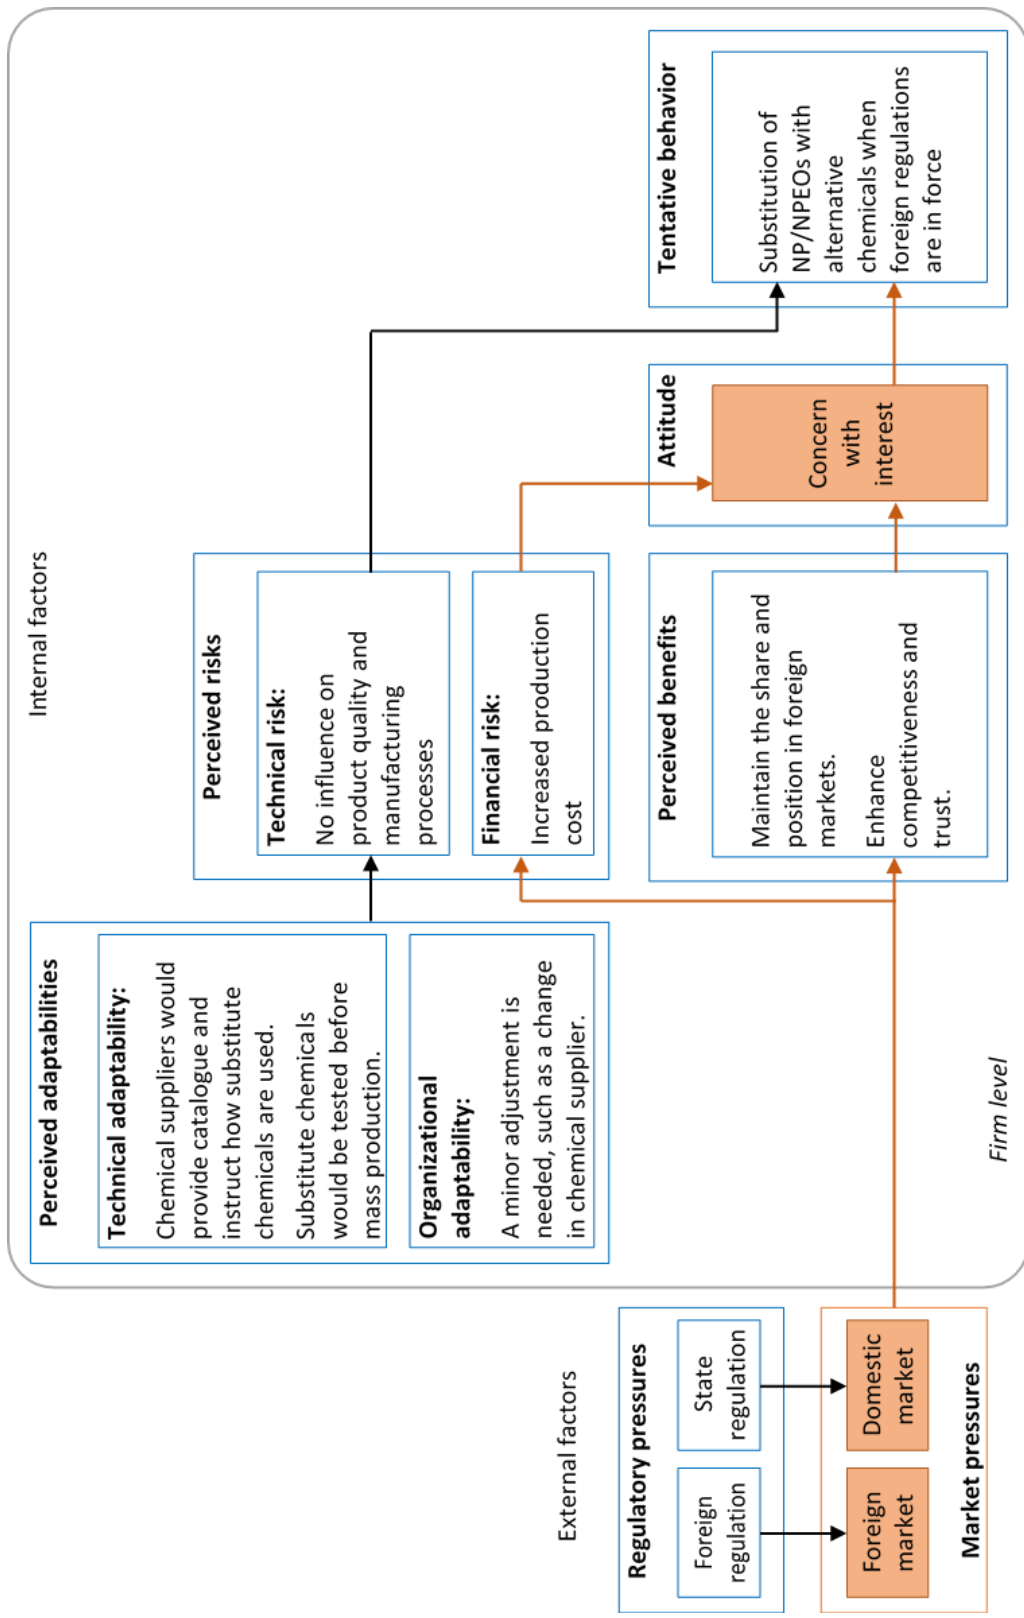 Internal factors
External factors
Firm level
Regulatory pressures
Foreign
regulation
State
regulation
Foreign
market
Domestic
market
Market pressures
Perceived adaptabilities
Technical adaptability:
Chemical suppliers would
provide catalogue and
instruct how substitute
chemicals are used.
Substitute chemicals
would be tested before
mass production.
Organizational
adaptability:
A minor adjustment is
needed, such as a change
in chemical supplier.
Perceived risks
Technical risk:
No influence on
product quality and
manufacturing
processes
Financial risk:
Increased production
cost
Perceived benefits
Maintain the share and
position in foreign
markets.
Enhance
competitiveness and
trust.
Attitude
Concern
with
interest
Tentative behavior
Substitution of
NP/NPEOs with
alternative
chemicals when
foreign regulations
are in force